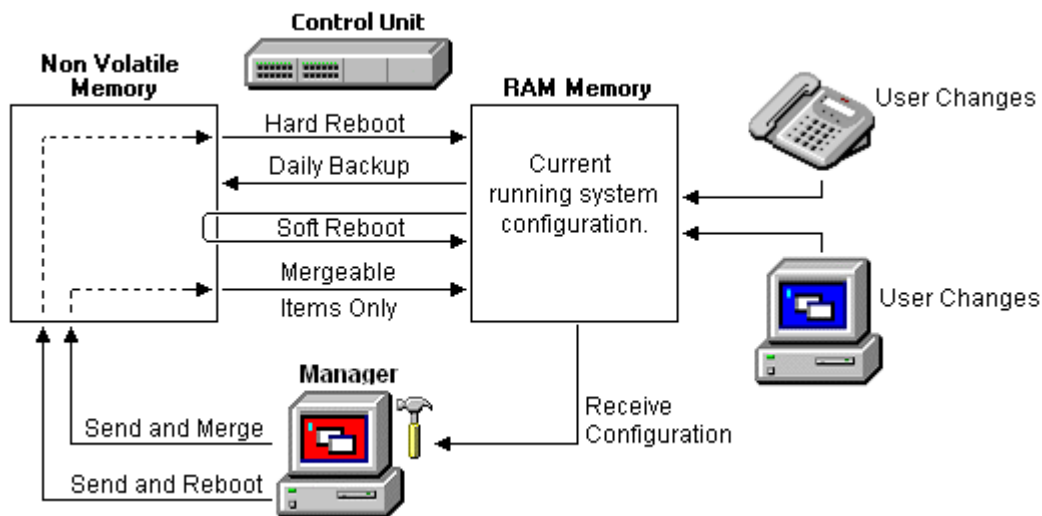 Control Unit
Non Volatile
Memory
RAM Memory
User Changes
Hard Reboot
Daily Backup
Soft Reboot
Mergeable
Items Only
Current
running system
configuration.
User Changes
Manager
Send and Merge
Send and Reboot
Receive
Configuration